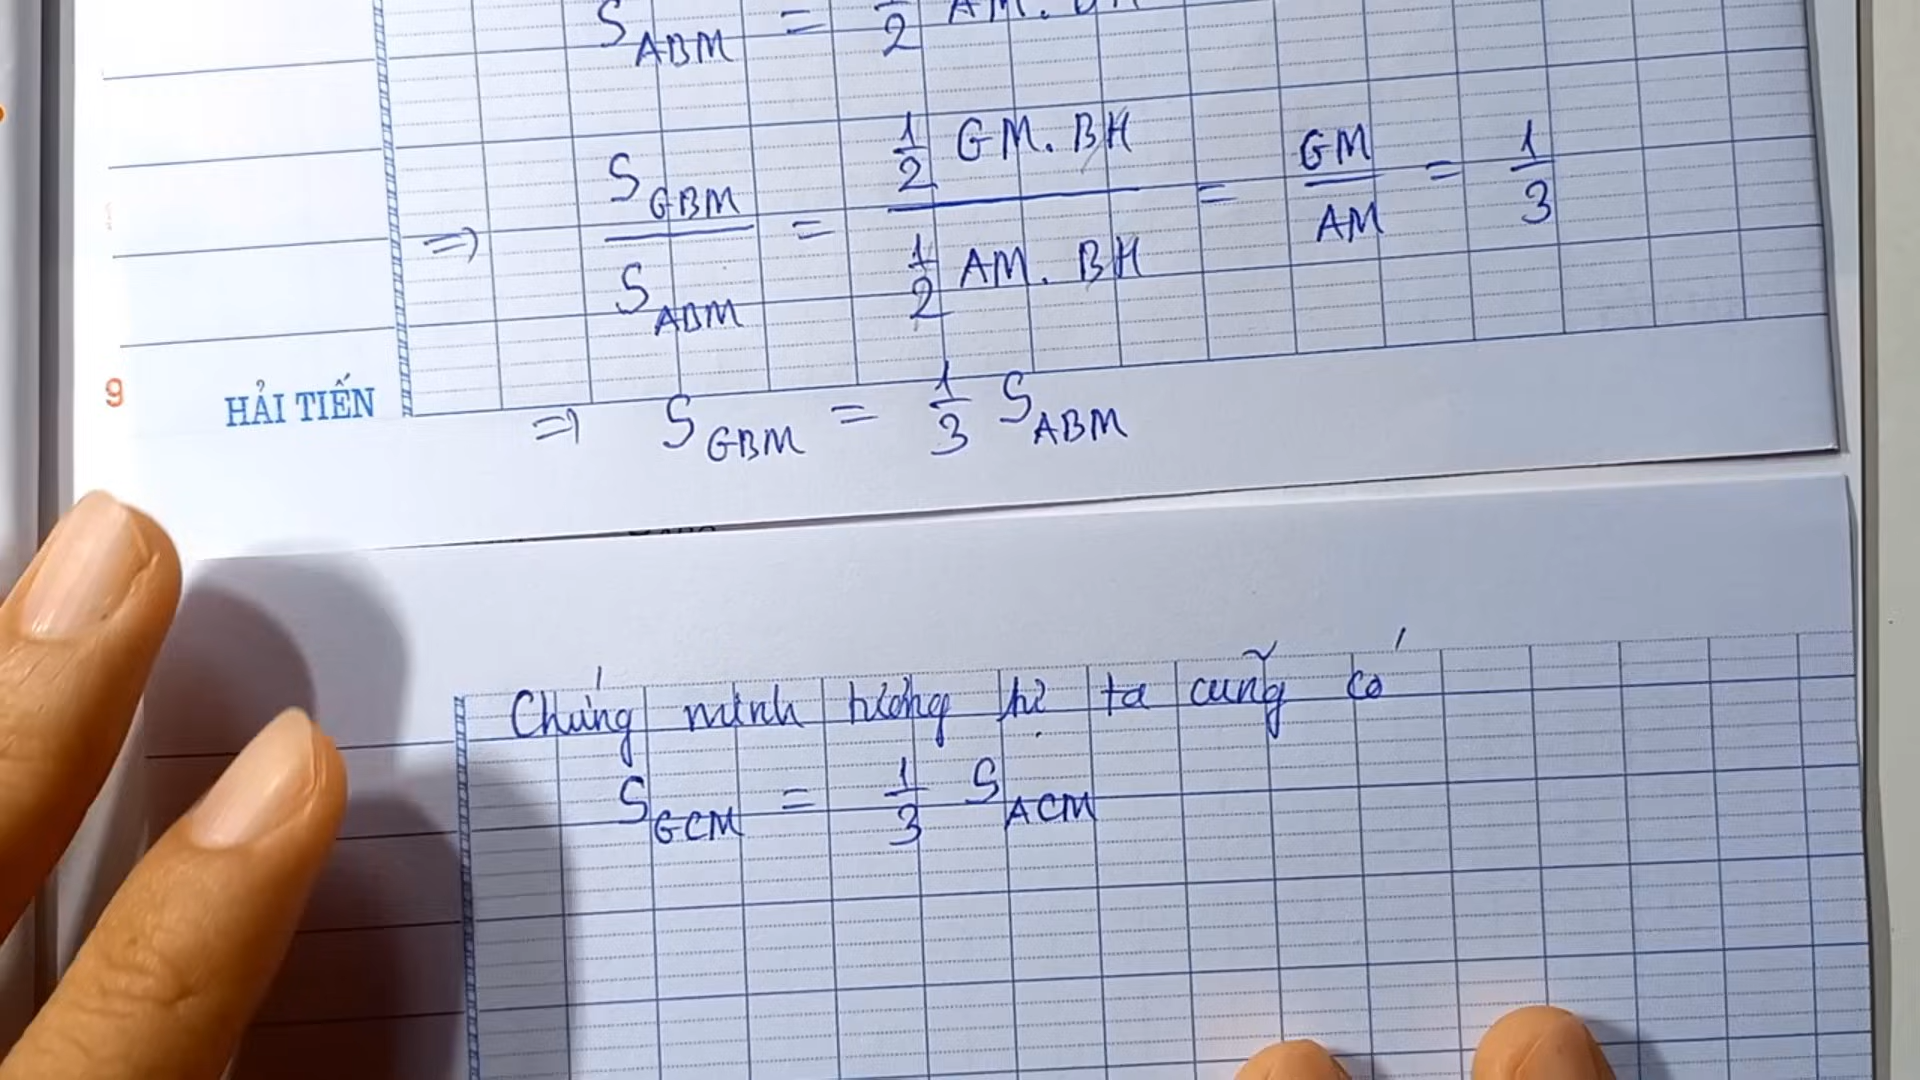 S_ABM = 1/2 AM. BH
=> S_GBM / S_ABM = (1/2 GM. BH) / (1/2 AM. BH) = GM / AM = 1/3
9 HẢI TIẾN
=> S_GBM = 1/3 S_ABM
Chứng minh tương tự ta cũng có
S_GCM = 1/3 S_ACM